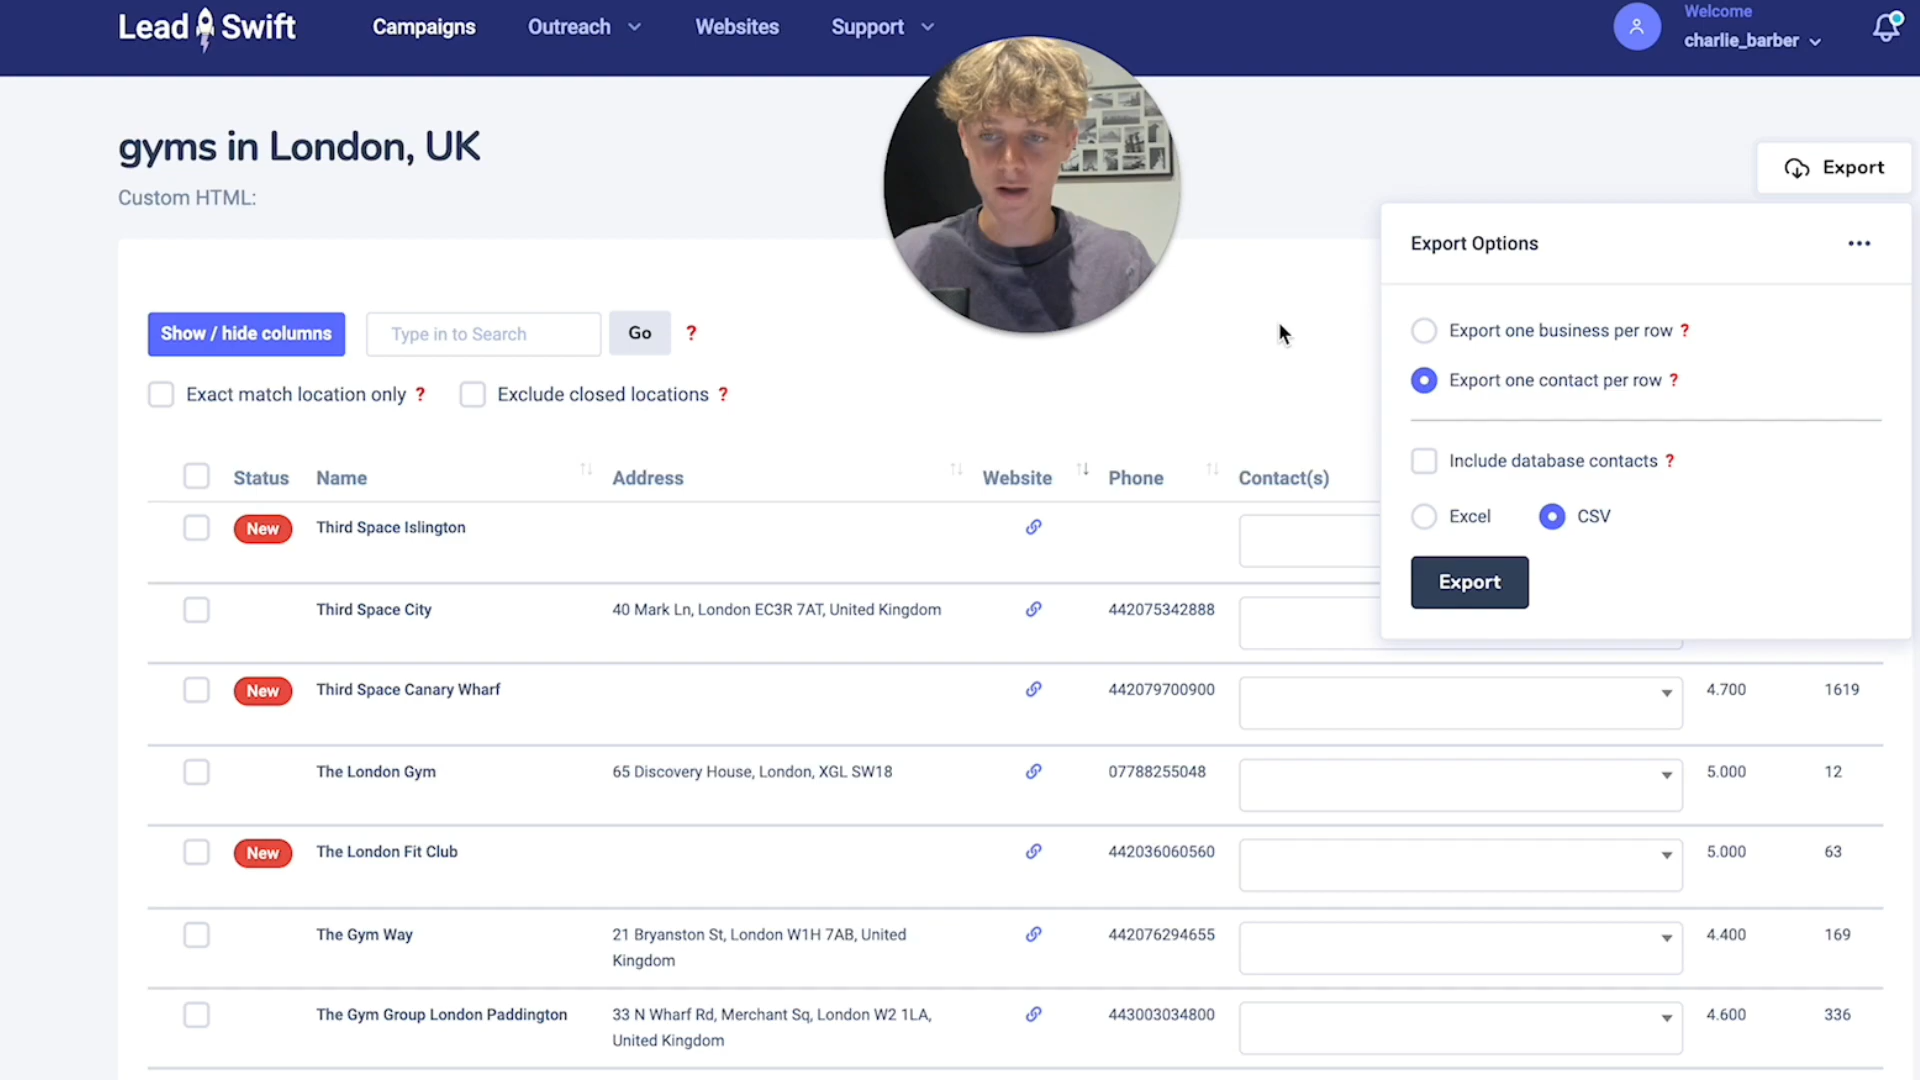 Lead Swift
Campaigns
Outreach
Websites
Support
Welcome
charlie_barber
gyms in London, UK
Custom HTML:
Export
Export Options
Export one business per row ?
Export one contact per row ?
Include database contacts ?
Excel
CSV
Export
Show / hide columns
Type in to Search
Go
?
Exact match location only ?
Exclude closed locations ?
Status Name Address Website Phone Contact(s)
New Third Space Islington
Third Space City 40 Mark Ln, London EC3R 7AT, United Kingdom 442075342888
New Third Space Canary Wharf 442079700900 4.700 1619
The London Gym 65 Discovery House, London, XGL SW18 07788255048 5.000 12
New The London Fit Club 442036060560 5.000 63
The Gym Way 21 Bryanston St, London W1H 7AB, United 442076294655 4.400 169
Kingdom
The Gym Group London Paddington 33 N Wharf Rd, Merchant Sq, London W2 1LA, 443003034800 4.600 336
United Kingdom